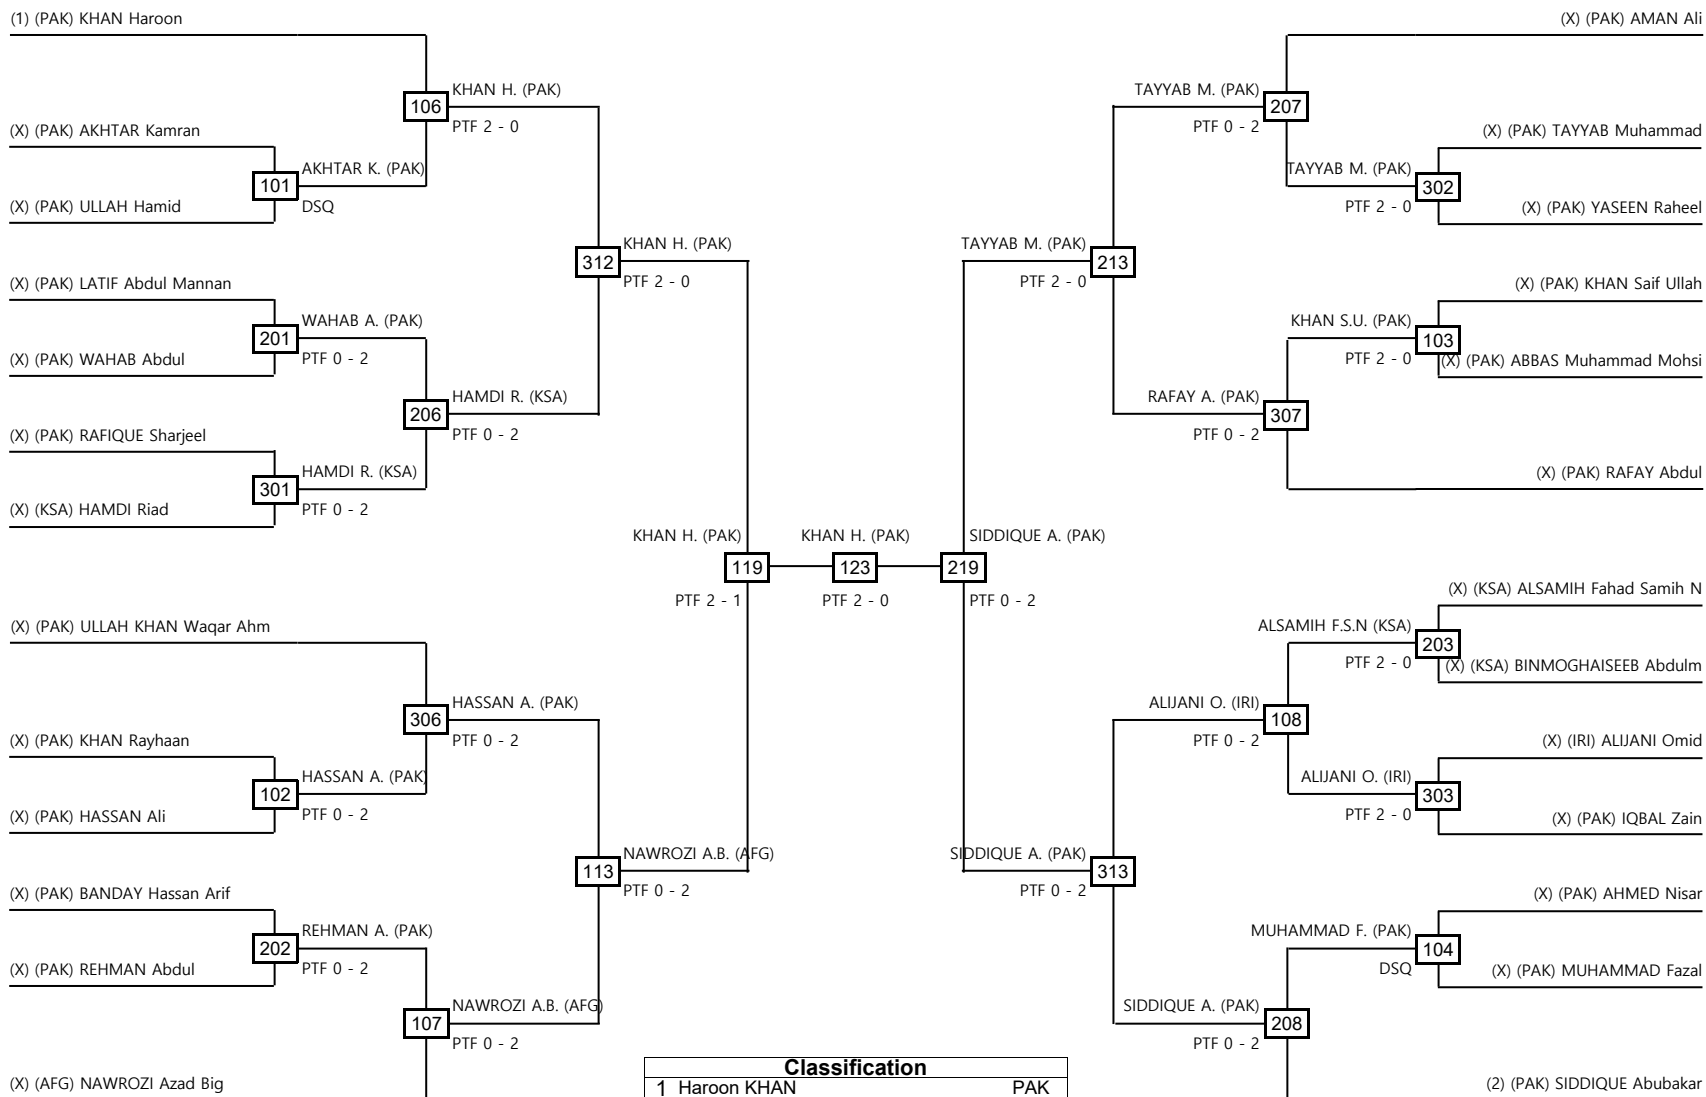 (1) (PAK) KHAN Haroon
(X) (PAK) AMAN Ali
KHAN H. (PAK)
106
PTF 2 - 0
TAYYAB M. (PAK)
207
PTF 0 - 2
(X) (PAK) AKHTAR Kamran
(X) (PAK) TAYYAB Muhammad
AKHTAR K. (PAK)
101
DSQ
TAYYAB M. (PAK)
302
PTF 2 - 0
(X) (PAK) ULLAH Hamid
(X) (PAK) YASEEN Raheel
KHAN H. (PAK)
312
PTF 2 - 0
TAYYAB M. (PAK)
213
PTF 2 - 0
(X) (PAK) LATIF Abdul Mannan
(X) (PAK) KHAN Saif Ullah
WAHAB A. (PAK)
201
PTF 0 - 2
KHAN S.U. (PAK)
103
PTF 2 - 0
(X) (PAK) WAHAB Abdul
(X) (PAK) ABBAS Muhammad Mohsi
HAMDI R. (KSA)
206
PTF 0 - 2
RAFAY A. (PAK)
307
PTF 0 - 2
(X) (PAK) RAFIQUE Sharjeel
HAMDI R. (KSA)
301
PTF 0 - 2
(X) (PAK) RAFAY Abdul
(X) (KSA) HAMDI Riad
KHAN H. (PAK)
119
PTF 2 - 1
KHAN H. (PAK)
123
PTF 2 - 0
SIDDIQUE A. (PAK)
219
PTF 0 - 2
(X) (KSA) ALSAMIH Fahad Samih N
(X) (PAK) ULLAH KHAN Waqar Ahm
ALSAMIH F.S.N (KSA)
203
PTF 2 - 0
(X) (KSA) BINMOGHAISEEB Abdulm
HASSAN A. (PAK)
306
PTF 0 - 2
ALIJANI O. (IRI)
108
PTF 0 - 2
(X) (PAK) KHAN Rayhaan
(X) (IRI) ALIJANI Omid
HASSAN A. (PAK)
102
PTF 0 - 2
ALIJANI O. (IRI)
303
PTF 2 - 0
(X) (PAK) HASSAN Ali
(X) (PAK) IQBAL Zain
NAWROZI A.B. (AFG)
113
PTF 0 - 2
SIDDIQUE A. (PAK)
313
PTF 0 - 2
(X) (PAK) BANDAY Hassan Arif
(X) (PAK) AHMED Nisar
REHMAN A. (PAK)
202
PTF 0 - 2
MUHAMMAD F. (PAK)
104
DSQ
(X) (PAK) REHMAN Abdul
(X) (PAK) MUHAMMAD Fazal
NAWROZI A.B. (AFG)
107
PTF 0 - 2
SIDDIQUE A. (PAK)
208
PTF 0 - 2
(X) (AFG) NAWROZI Azad Big
(2) (PAK) SIDDIQUE Abubakar
Classification
1 Haroon KHAN PAK